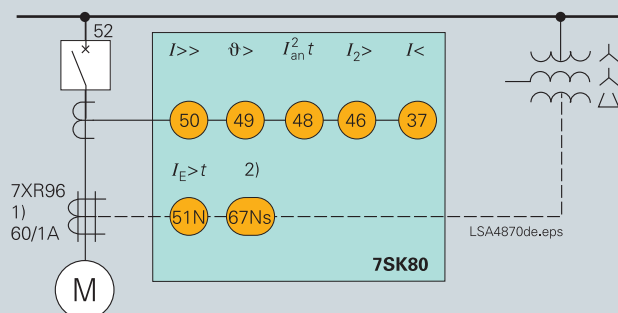 52
I>> ϑ> I²an t I2> I<
50 49 48 46 37
IE>t 2)
7XR96
1)
60/1A
51N 67Ns
LSA4870de.eps
7SK80
M